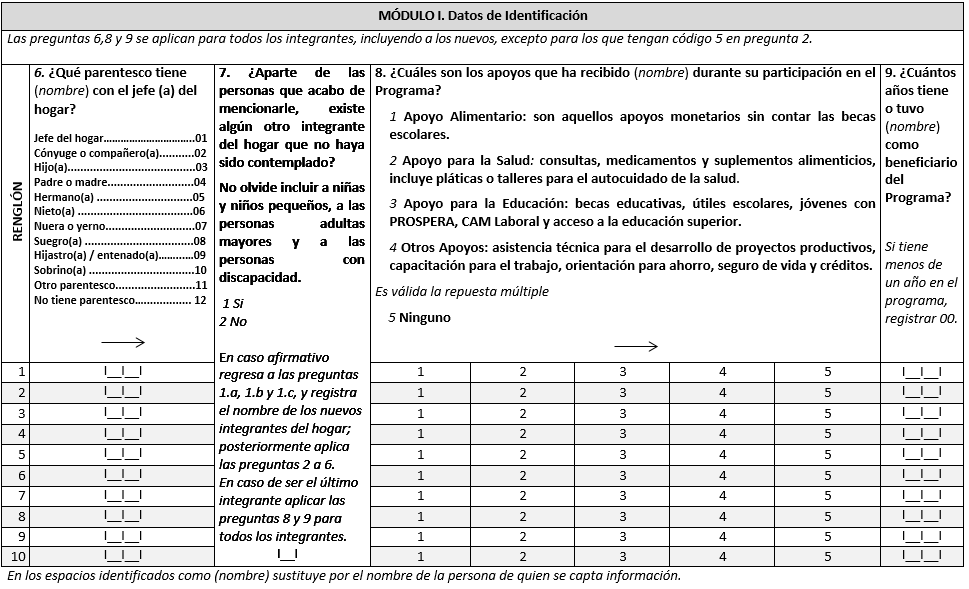 MÓDULO I. Datos de Identificación
Las preguntas 6,8 y 9 se aplican para todos los integrantes, incluyendo a los nuevos, excepto para los que tengan código 5 en pregunta 2.
RENGLÓN
6. ¿Qué parentesco tiene
(nombre) con el jefe (a) del
hogar?
Jefe del hogar……………………………01
Cónyuge o compañero(a)………..02
Hijo(a)……………………………………….03
Padre o madre………………………….04
Hermano(a) ……………………………..05
Nieto(a) …………………………………..06
Nuera o yerno………………………….07
Suegro(a) …………………………………08
Hijastro(a) / entenado(a)…………09
Sobrino(a) ………………………………..10
Otro parentesco……………………….11
No tiene parentesco……………… 12
7. ¿Aparte de las
personas que acabo de
mencionarle, existe
algún otro integrante
del hogar que no haya
sido contemplado?
No olvide incluir a niñas
y niños pequeños, a las
personas adultas
mayores y a las
personas con
discapacidad.
1 Si
2 No
En caso afirmativo
regresa a las preguntas
1.a, 1.b y 1.c, y registra
el nombre de los nuevos
integrantes del hogar;
posteriormente aplica
las preguntas 2 a 6.
En caso de ser el último
integrante aplicar las
preguntas 8 y 9 para
todos los integrantes.
I__I
8. ¿Cuáles son los apoyos que ha recibido (nombre) durante su participación en el
Programa?
1 Apoyo Alimentario: son aquellos apoyos monetarios sin contar las becas
escolares.
2 Apoyo para la Salud: consultas, medicamentos y suplementos alimenticios,
incluye pláticas o talleres para el autocuidado de la salud.
3 Apoyo para la Educación: becas educativas, útiles escolares, jóvenes con
PROSPERA, CAM Laboral y acceso a la educación superior.
4 Otros Apoyos: asistencia técnica para el desarrollo de proyectos productivos,
capacitación para el trabajo, orientación para ahorro, seguro de vida y créditos.
Es válida la repuesta múltiple
5 Ninguno
9. ¿Cuántos
años tiene
o tuvo
(nombre)
como
beneficiario
del
Programa?
Si tiene
menos de
un año en el
programa,
registrar 00.
1 I__I__I 1 2 3 4 5 I__I__I
2 I__I__I 1 2 3 4 5 I__I__I
3 I__I__I 1 2 3 4 5 I__I__I
4 I__I__I 1 2 3 4 5 I__I__I
5 I__I__I 1 2 3 4 5 I__I__I
6 I__I__I 1 2 3 4 5 I__I__I
7 I__I__I 1 2 3 4 5 I__I__I
8 I__I__I 1 2 3 4 5 I__I__I
9 I__I__I 1 2 3 4 5 I__I__I
10 I__I__I 1 2 3 4 5 I__I__I
En los espacios identificados como (nombre) sustituye por el nombre de la persona de quien se capta información.